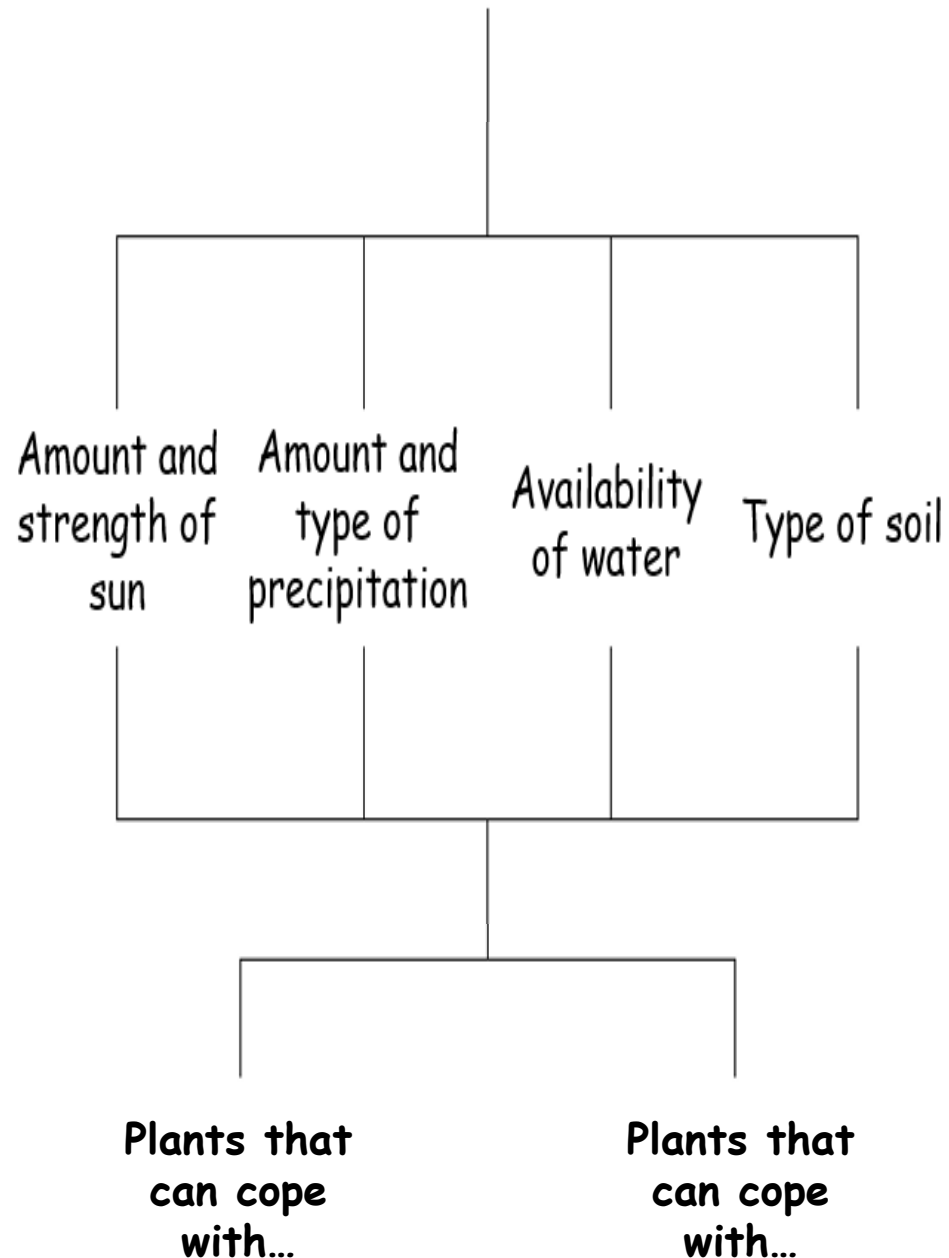 Amount and
strength of
sun
Amount and
type of
precipitation
Availability
of water
Type of soil
Plants that
can cope
with...
Plants that
can cope
with...